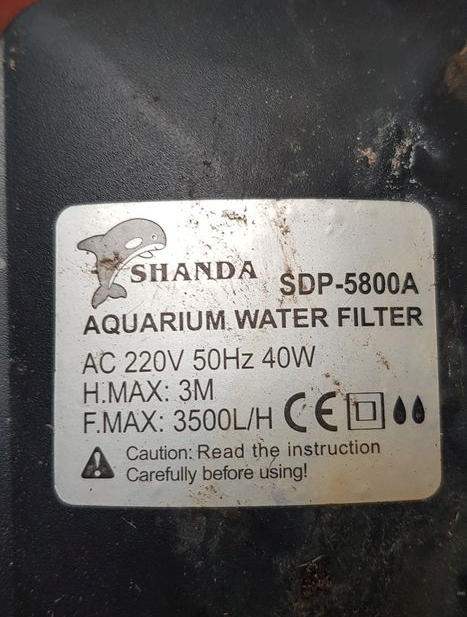 SHANDA SDP-5800A
AQUARIUM WATER FILTER
AC 220V 50Hz 40W
H.MAX: 3M
F.MAX: 3500L/H CE
Caution: Read the instruction
Carefully before using!